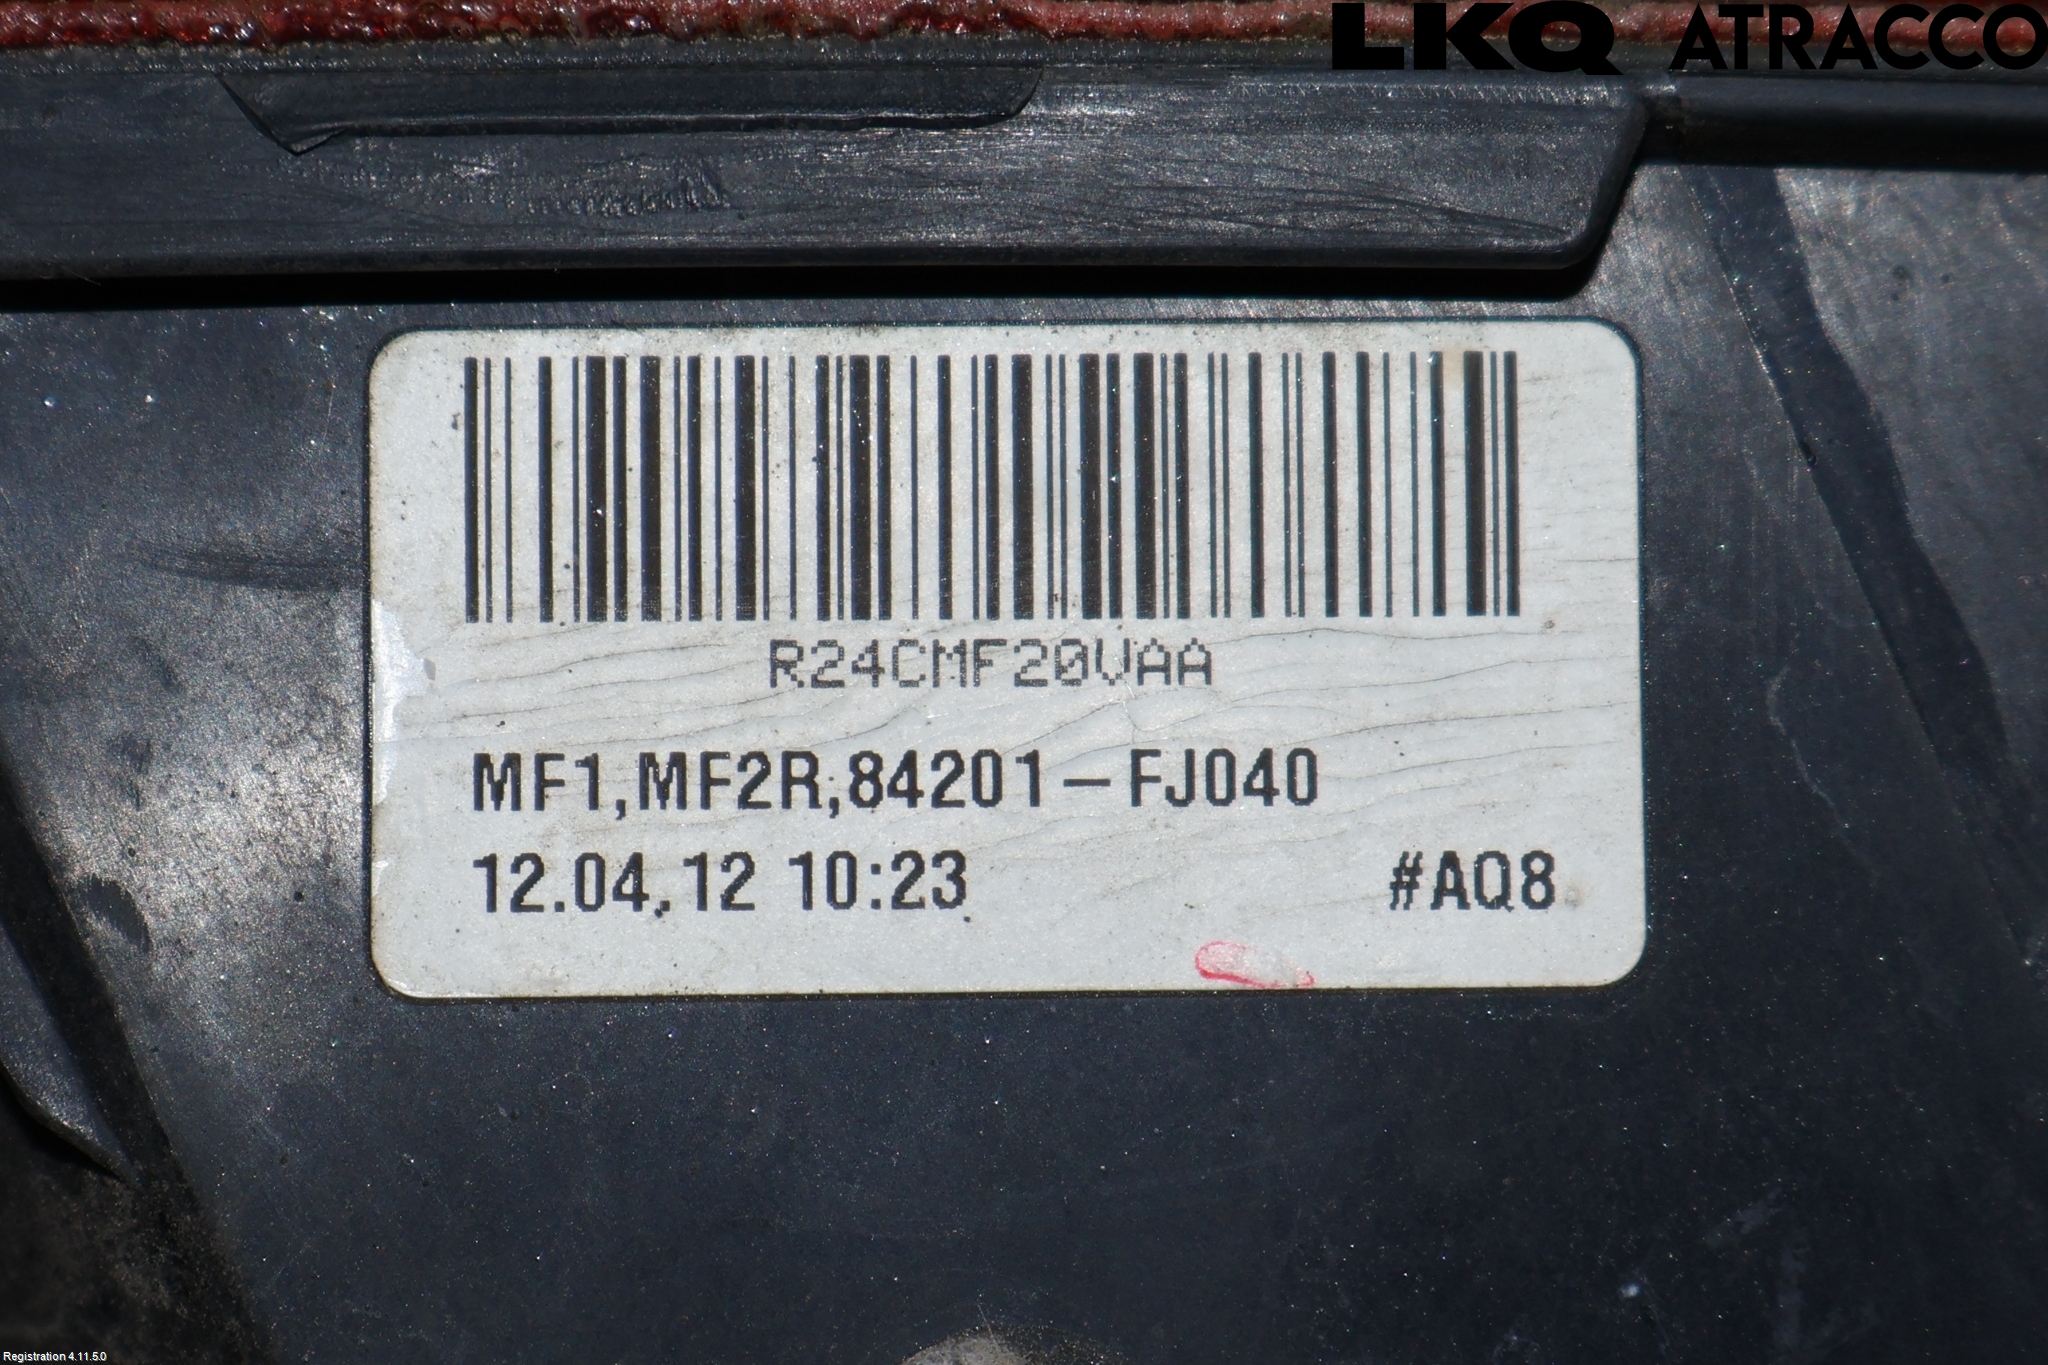 LKQ ATRACCO
R24CMF20VAA
MF1,MF2R,84201-FJ040
12.04.12 10:23 #AQ8
Registration 4.11.5.0